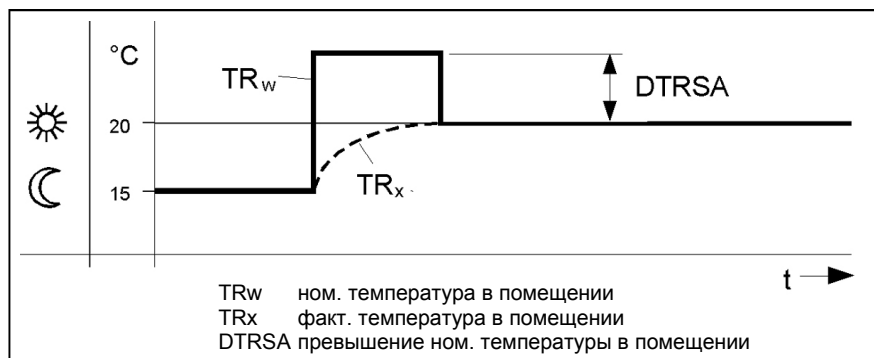 °C
TRw
DTRSA
20
TRx
15
t
TRw ном. температура в помещении
TRx факт. температура в помещении
DTRSA превышение ном. температуры в помещении